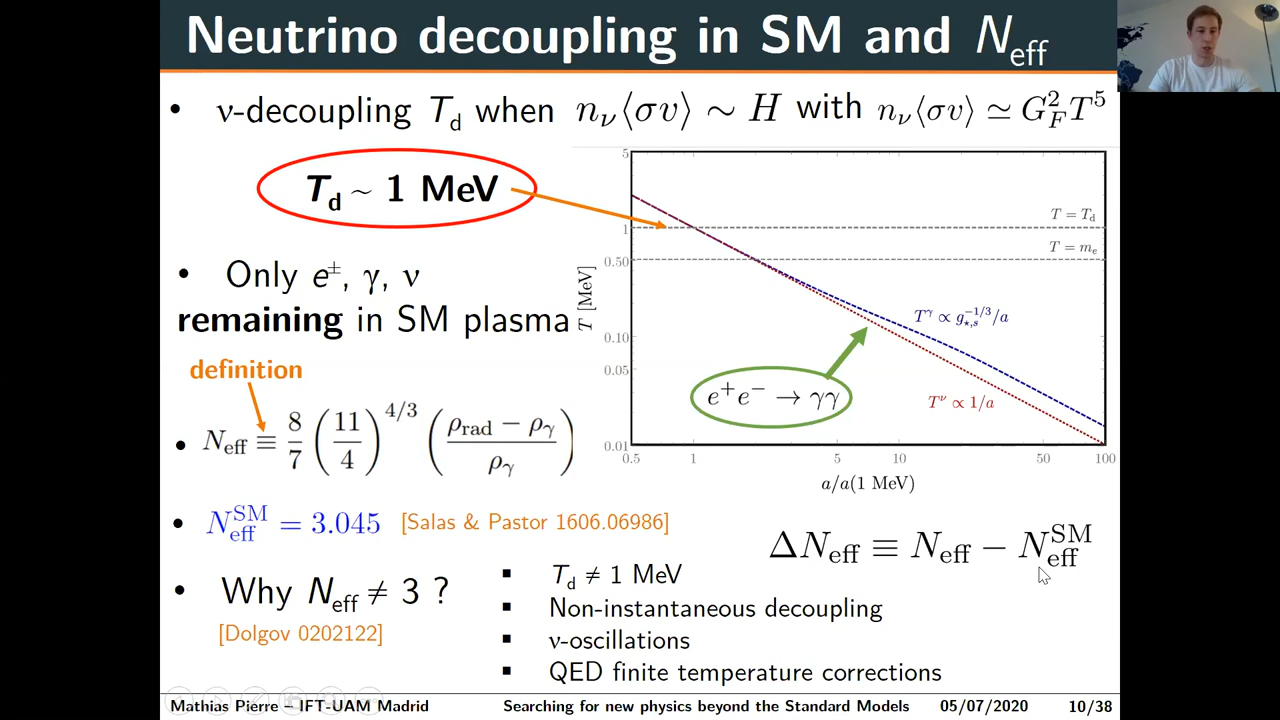 Neutrino decoupling in SM and N_eff
• ν-decoupling T_d when n_ν⟨σv⟩ ∼ H with n_ν⟨σv⟩ ≃ G_F^2 T^5
T_d ~ 1 MeV
• Only e^±, γ, ν
remaining in SM plasma
definition
• N_eff ≡ 8/7 (11/4)^{4/3} ((ρ_rad − ρ_γ)/ρ_γ)
• N_eff^SM = 3.045 [Salas & Pastor 1606.06986]
• Why N_eff ≠ 3 ?
[Dolgov 0202122]
▪ T_d ≠ 1 MeV
▪ Non-instantaneous decoupling
▪ ν-oscillations
▪ QED finite temperature corrections
5
1
0.50
0.10
0.05
0.01
T [MeV]
T = T_d
T = m_e
T^γ ∝ g_{⋆,s}^{−1/3}/a
T^ν ∝ 1/a
e^+e^− → γγ
0.5 1 5 10 50 100
a/a(1 MeV)
ΔN_eff ≡ N_eff − N_eff^SM
Mathias Pierre – IFT-UAM Madrid
Searching for new physics beyond the Standard Models
05/07/2020
10/38